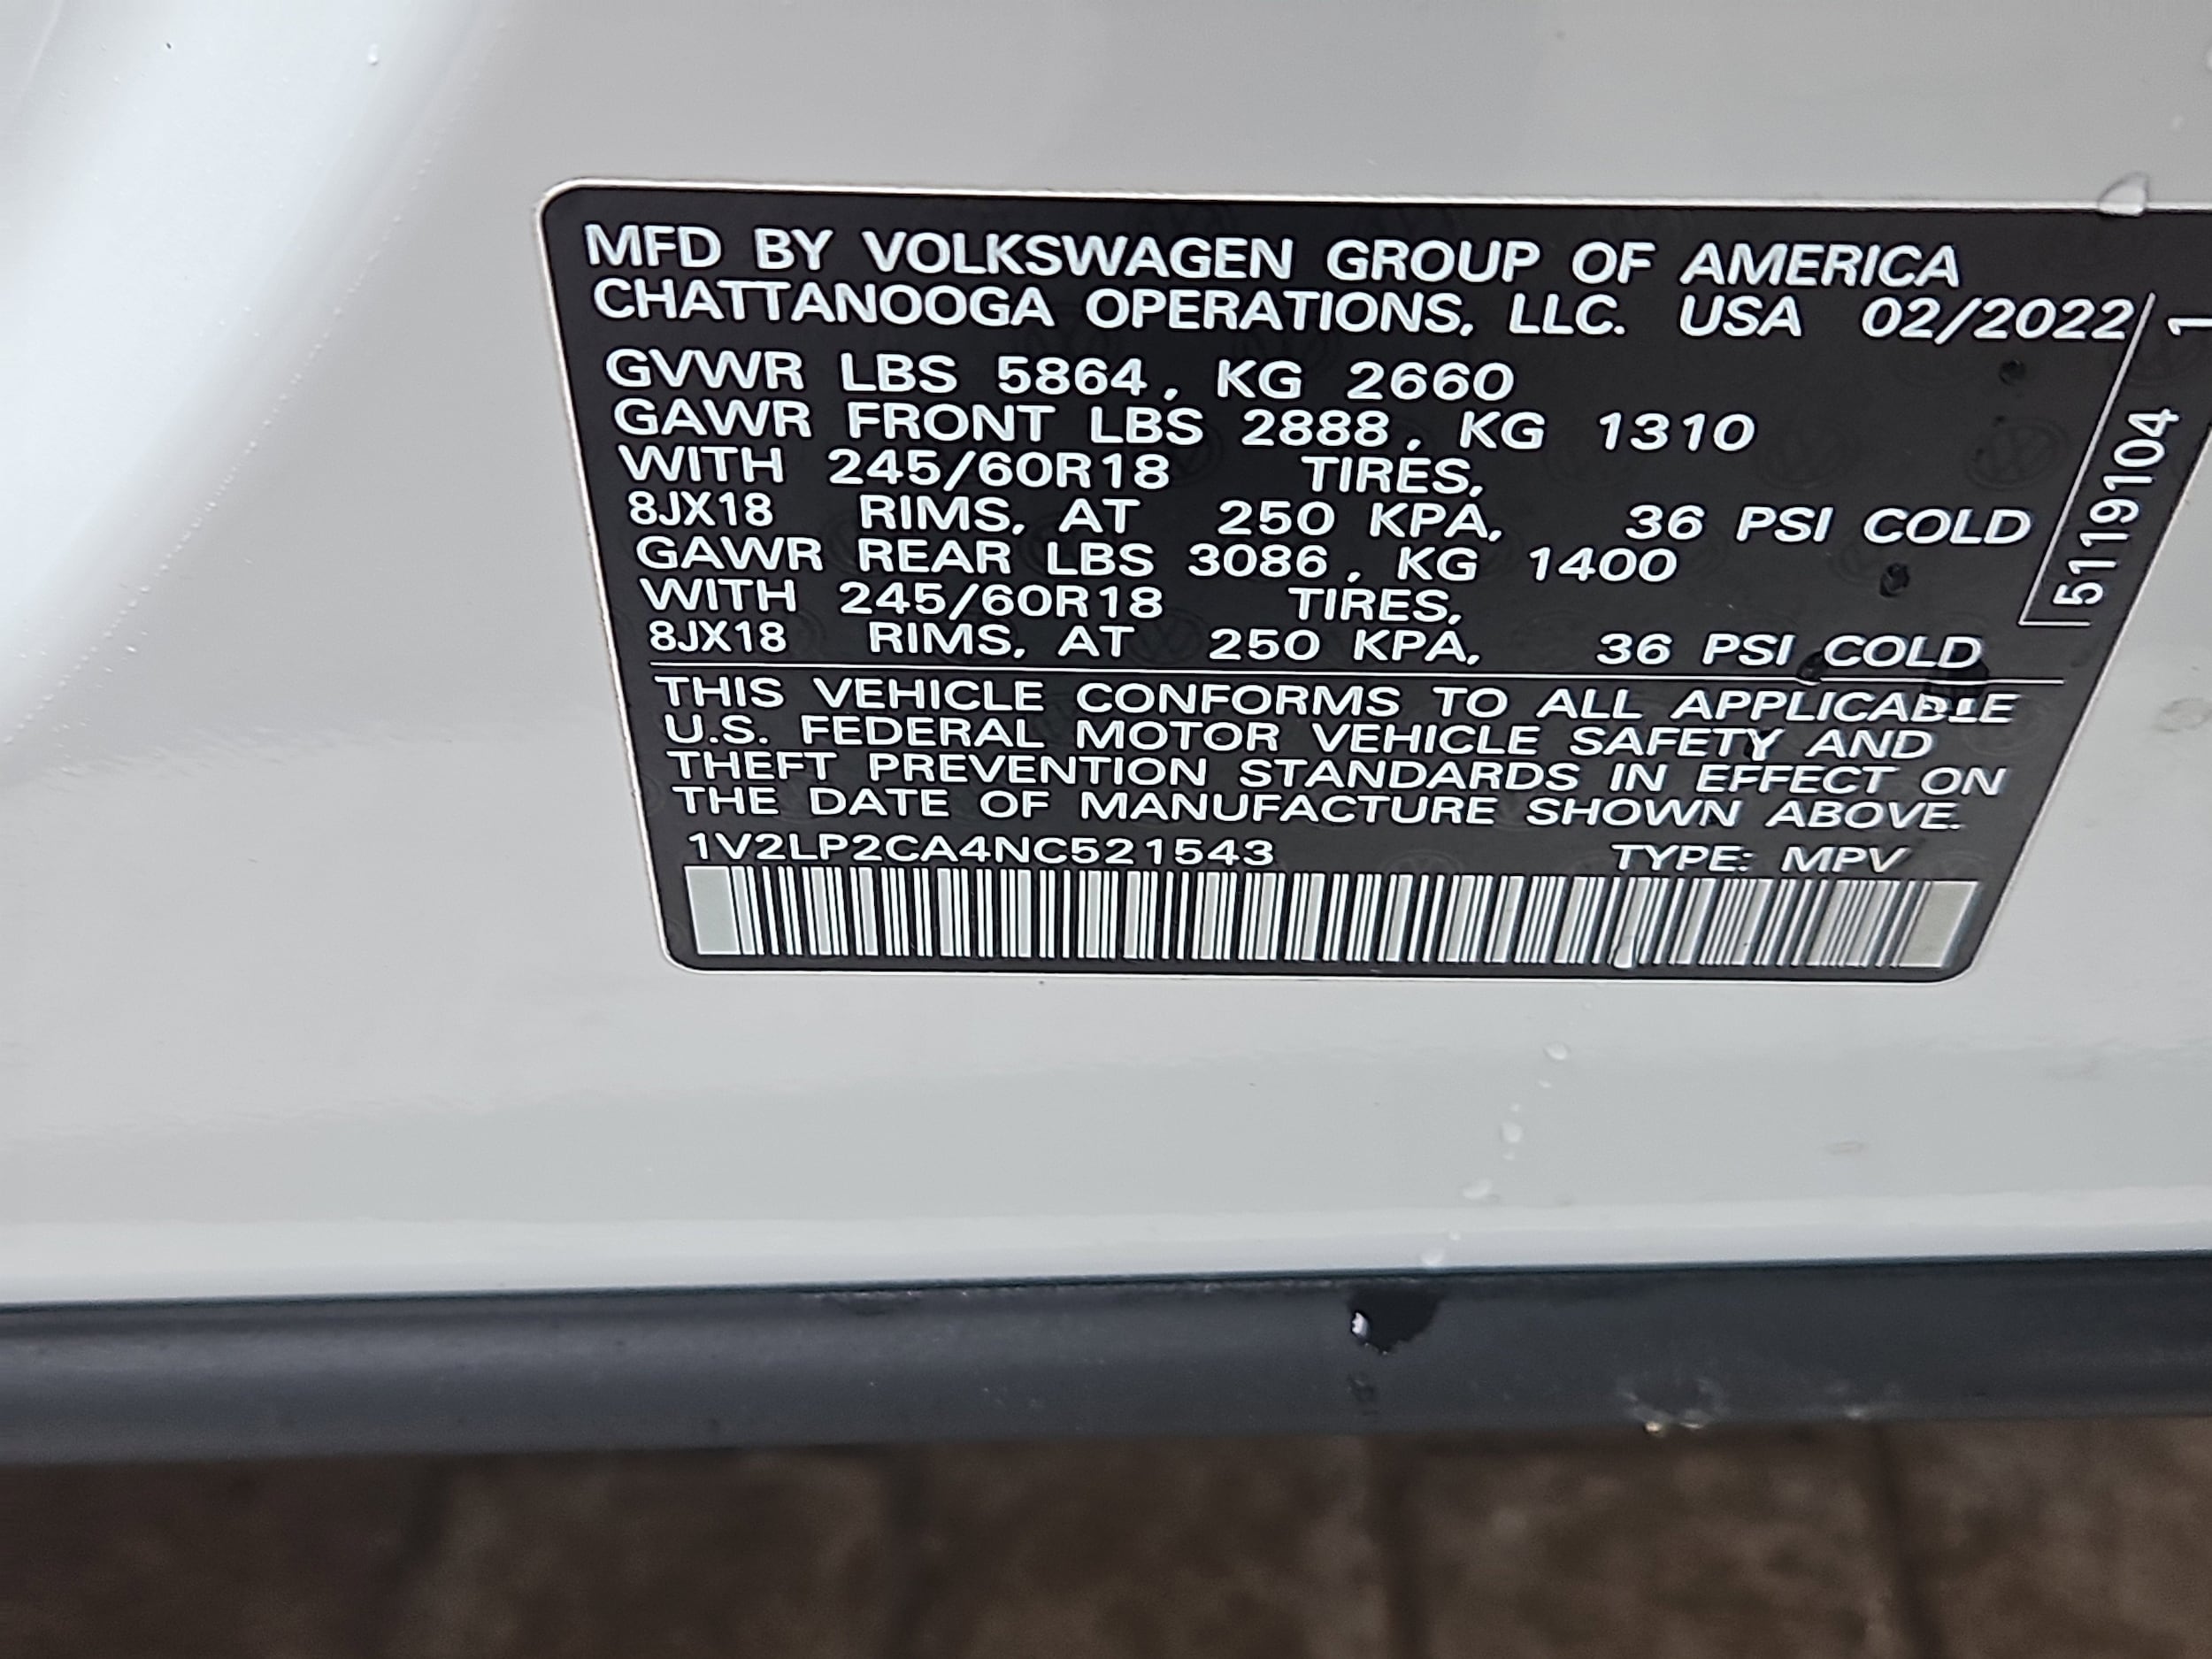 MFD BY VOLKSWAGEN GROUP OF AMERICA
CHATTANOOGA OPERATIONS, LLC. USA 02/2022
GVWR LBS 5864, KG 2660
GAWR FRONT LBS 2888, KG 1310
WITH 245/60R18 TIRES,
8JX18 RIMS, AT 250 KPA, 36 PSI COLD
GAWR REAR LBS 3086, KG 1400
WITH 245/60R18 TIRES,
8JX18 RIMS, AT 250 KPA, 36 PSI COLD
THIS VEHICLE CONFORMS TO ALL APPLICABLE
U.S. FEDERAL MOTOR VEHICLE SAFETY AND
THEFT PREVENTION STANDARDS IN EFFECT ON
THE DATE OF MANUFACTURE SHOWN ABOVE.
1V2LP2CA4NC521543 TYPE: MPV
5119104 1